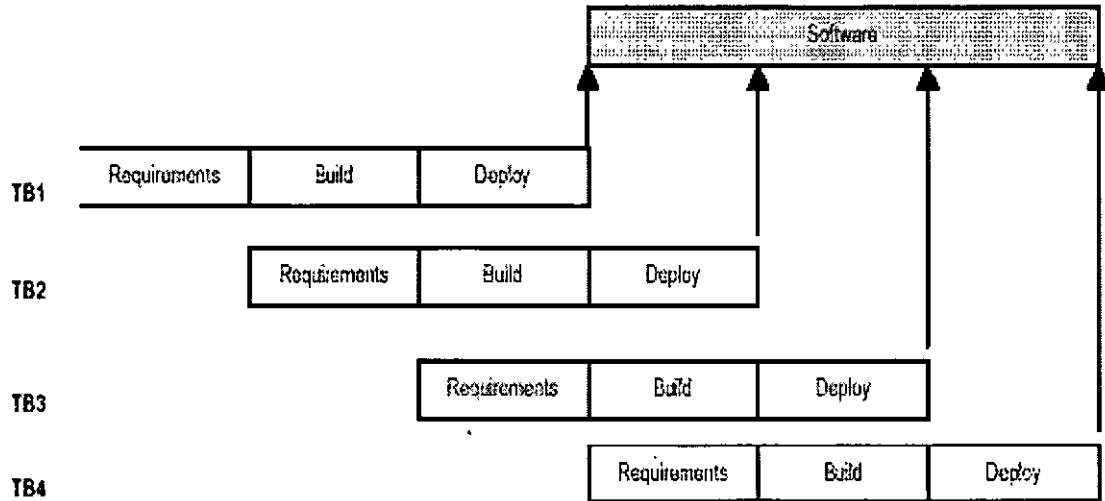 Software
Requirements Build Deploy
TB1
Requirements Build Deploy
TB2
Requirements Build Deploy
TB3
Requirements Build Deploy
TB4